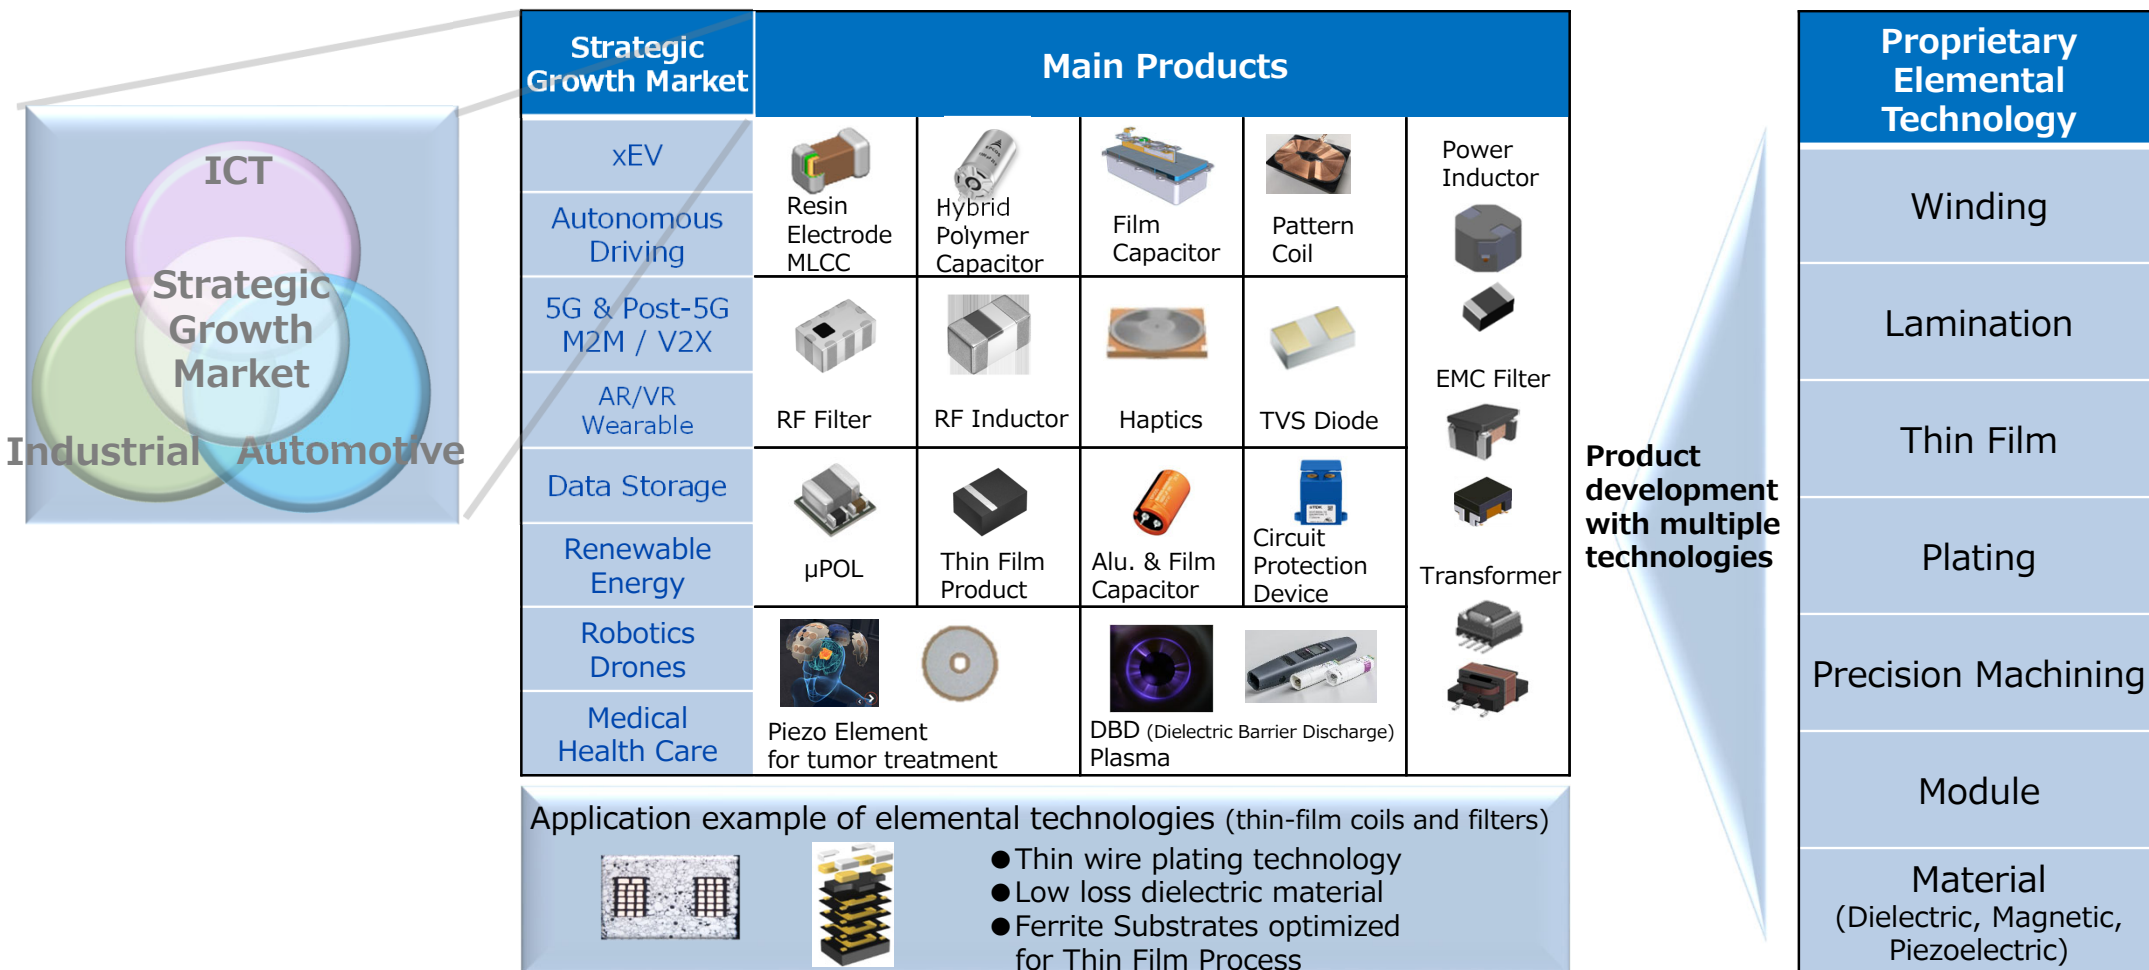 ICT
Strategic
Growth
Market
Industrial
Automotive
Strategic
Growth Market
Main Products
xEV
Autonomous
Driving
Resin
Electrode
MLCC
Hybrid
Polymer
Capacitor
Film
Capacitor
Pattern
Coil
5G & Post-5G
M2M / V2X
AR/VR
Wearable
RF Filter
RF Inductor
Haptics
TVS Diode
Data Storage
Renewable
Energy
µPOL
Thin Film
Product
Alu. & Film
Capacitor
Circuit
Protection
Device
Robotics
Drones
Medical
Health Care
Piezo Element
for tumor treatment
DBD (Dielectric Barrier Discharge)
Plasma
Power
Inductor
EMC Filter
Transformer
Application example of elemental technologies (thin-film coils and filters)
●Thin wire plating technology
●Low loss dielectric material
●Ferrite Substrates optimized
for Thin Film Process
Product
development
with multiple
technologies
Proprietary
Elemental
Technology
Winding
Lamination
Thin Film
Plating
Precision Machining
Module
Material
(Dielectric, Magnetic,
Piezoelectric)